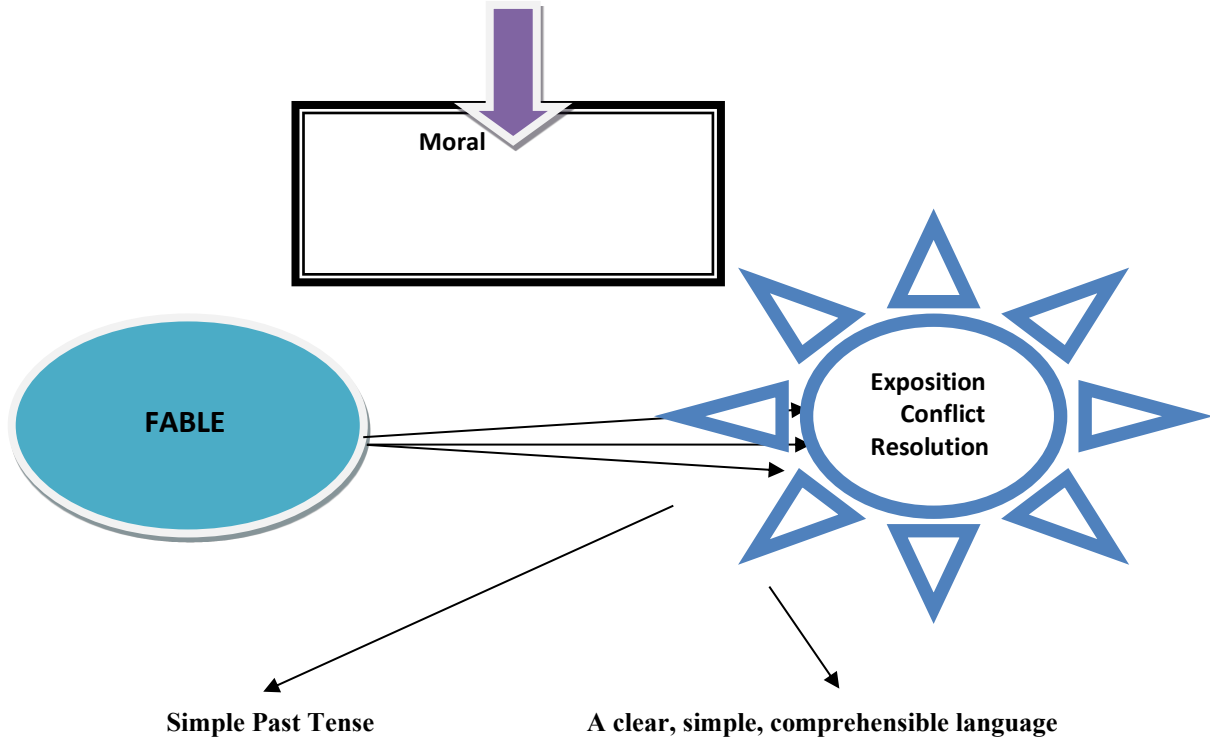 Moral
FABLE
Exposition
Conflict
Resolution
Simple Past Tense
A clear, simple, comprehensible language